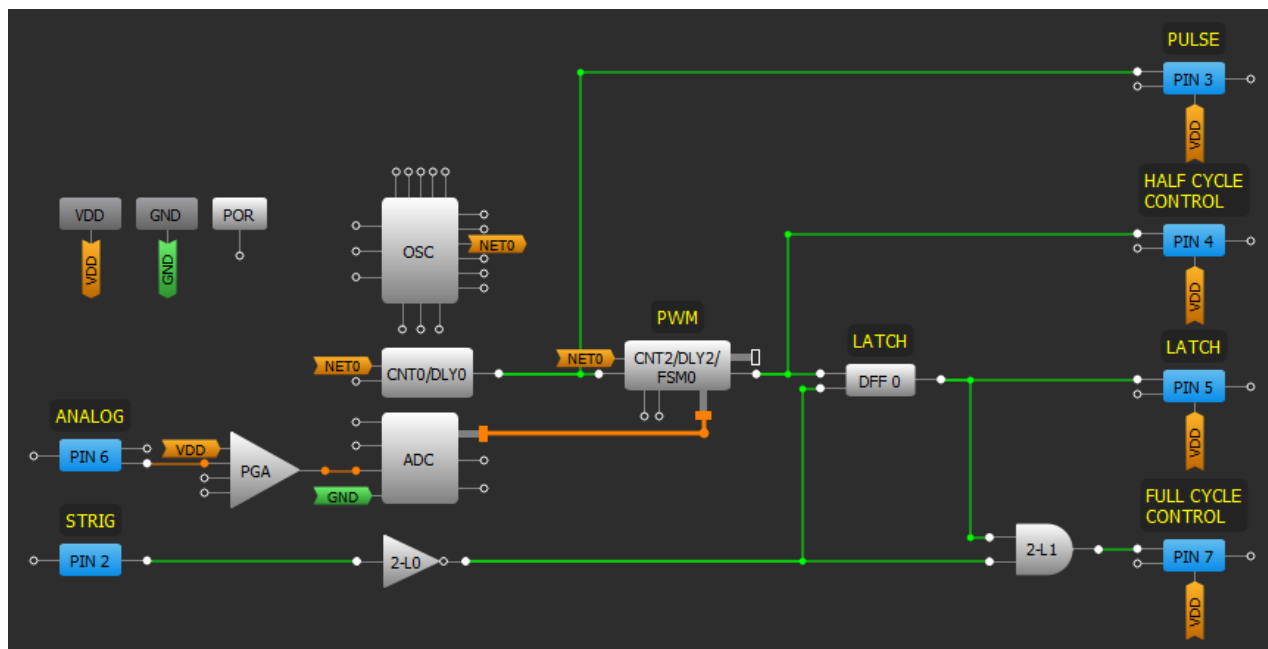 PULSE
PIN 3
VDD
HALF CYCLE
CONTROL
PIN 4
VDD
VDD
GND
POR
VDD
GND
OSC
NET0
PWM
NET0
CNT0/DLY0
NET0
CNT2/DLY2/
FSM0
LATCH
DFF 0
LATCH
PIN 5
VDD
ANALOG
PIN 6
VDD
PGA
ADC
GND
FULL CYCLE
CONTROL
STRIG
PIN 2
2-L0
2-L1
PIN 7
VDD